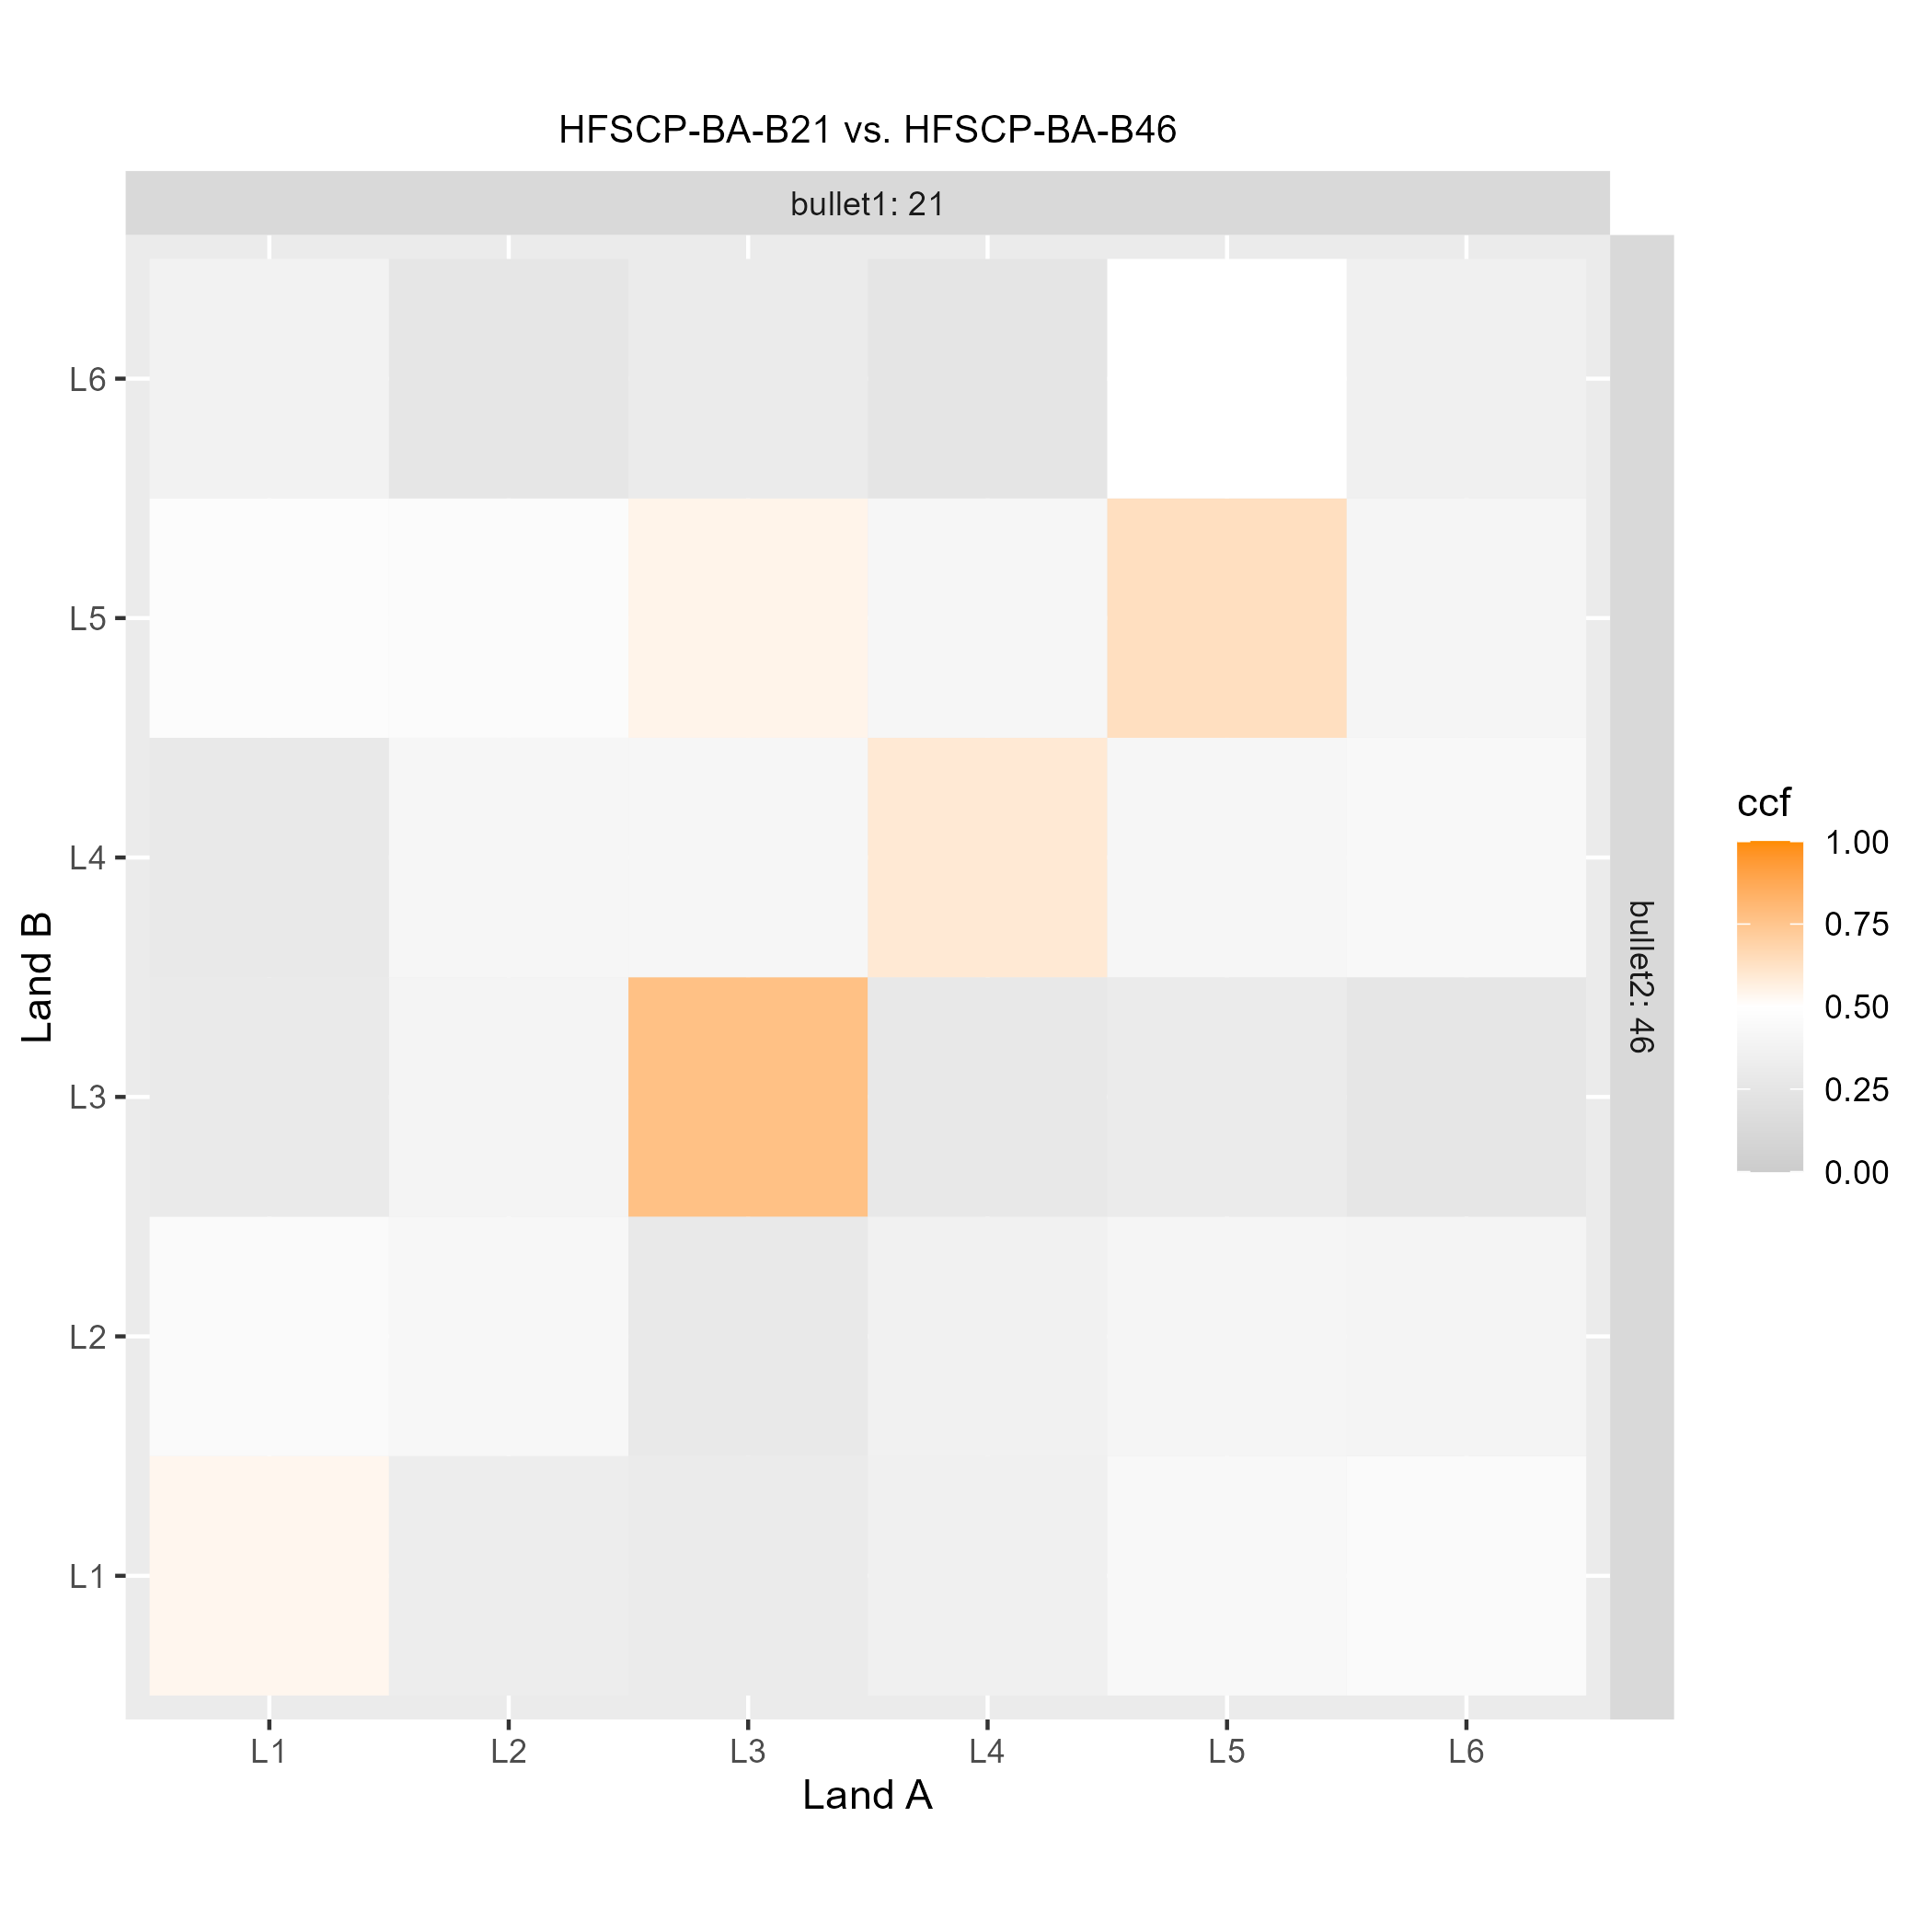 HFSCP-BA-B21 vs. HFSCP-BA-B46
bullet1: 21
L6
L5
L4
L3
L2
L1
Land B
bullet2: 46
L1 L2 L3 L4 L5 L6
Land A
ccf
1.00
0.75
0.50
0.25
0.00